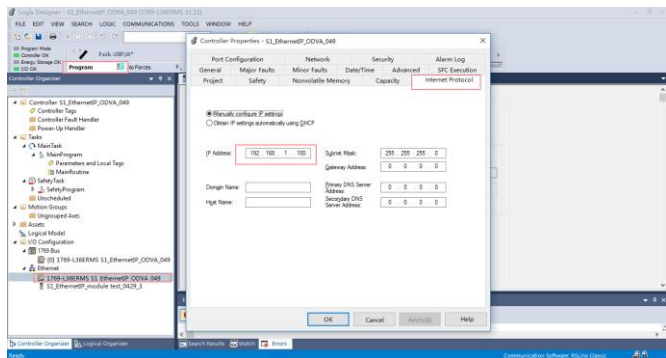 Logix Designer - S1_EthernetIP_ODVA_049 [1769-L36ERMS 31.11]
FILE EDIT VIEW SEARCH LOGIC COMMUNICATIONS TOOLS WINDOW HELP
Program Mode
Controller OK
Energy Storage OK
I/O OK
Path: USB\16*
Program
No Forces
Controller Organizer
Controller S1_EthernetIP_ODVA_049
Controller Tags
Controller Fault Handler
Power-Up Handler
Tasks
MainTask
MainProgram
Parameters and Local Tags
MainRoutine
SafetyTask
SafetyProgram
Unscheduled
Motion Groups
Ungrouped Axes
Assets
Logical Model
I/O Configuration
1769 Bus
[0] 1769-L36ERMS S1_EthernetIP_ODVA_049
Ethernet
1769-L36ERMS S1_EthernetIP_ODVA_049
S1_EthernetIP_module test_0429_3
Controller Organizer Logical Organizer
Controller Properties - S1_EthernetIP_ODVA_049
Port Configuration Network Security Alarm Log
General Major Faults Minor Faults Date/Time Advanced SFC Execution
Project Safety Nonvolatile Memory Capacity Internet Protocol
Manually configure IP settings
Obtain IP settings automatically using DHCP
IP Address: 192 . 168 . 1 . 100
Subnet Mask: 255 . 255 . 255 . 0
Gateway Address: 0 . 0 . 0 . 0
Domain Name:
Primary DNS Server Address: 0 . 0 . 0 . 0
Host Name:
Secondary DNS Server Address: 0 . 0 . 0 . 0
OK Cancel Apply Help
Search Results Watch Errors
Ready
Communication Software: RSLinx Classic